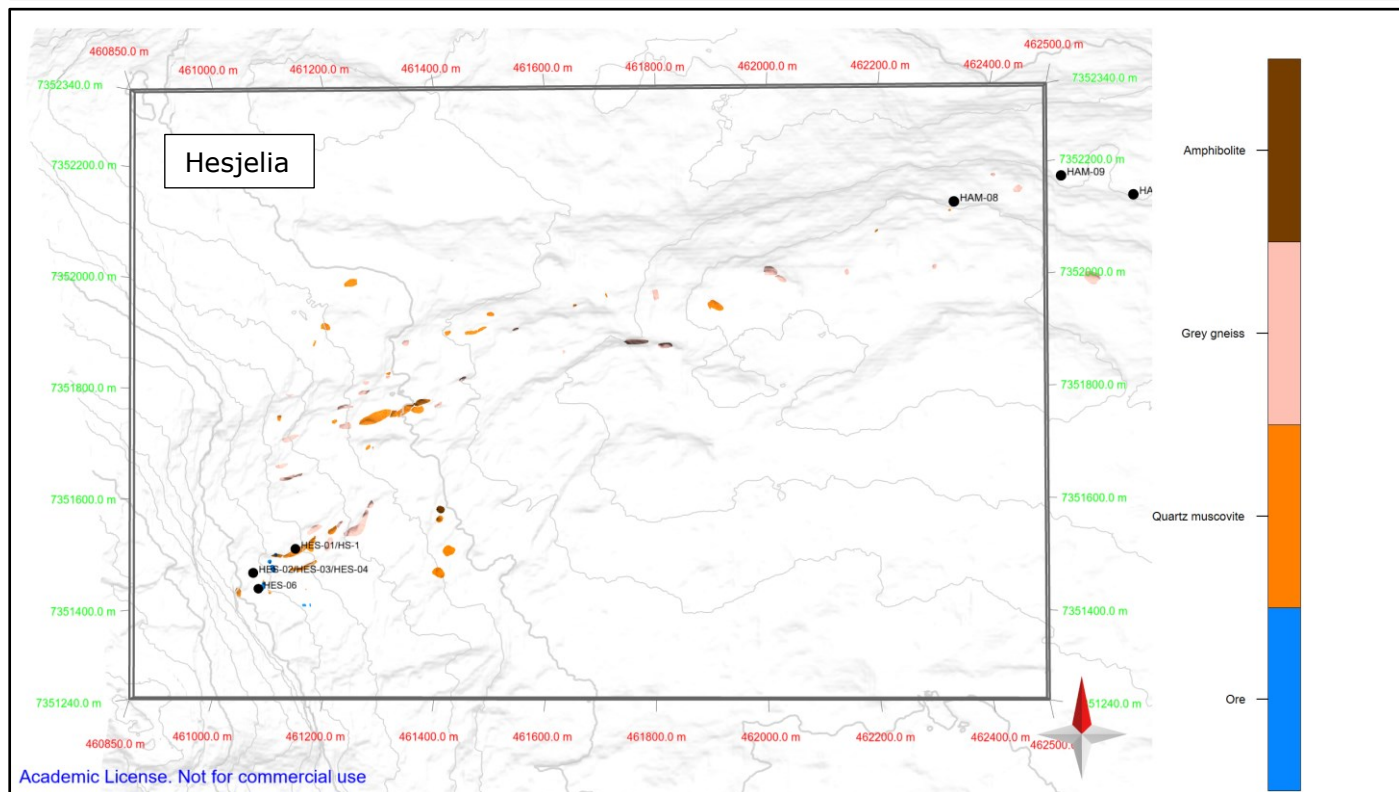 460850.0 m
461000.0 m
461200.0 m
461400.0 m
461600.0 m
461800.0 m
462000.0 m
462200.0 m
462400.0 m
462500.0 m
7352340.0 m
7352340.0 m
Hesjelia
7352200.0 m
7352200.0 m
HAM-09
HAM-08
HA
7352000.0 m
7352000.0 m
7351800.0 m
7351800.0 m
7351600.0 m
7351600.0 m
HES-01/HS-1
HES-02/HES-03/HES-04
HES-06
7351400.0 m
7351400.0 m
7351240.0 m
51240.0 m
460850.0 m
461000.0 m
461200.0 m
461400.0 m
461600.0 m
461800.0 m
462000.0 m
462200.0 m
462400.0 m
462500.0
Academic License. Not for commercial use
Amphibolite
Grey gneiss
Quartz muscovite
Ore